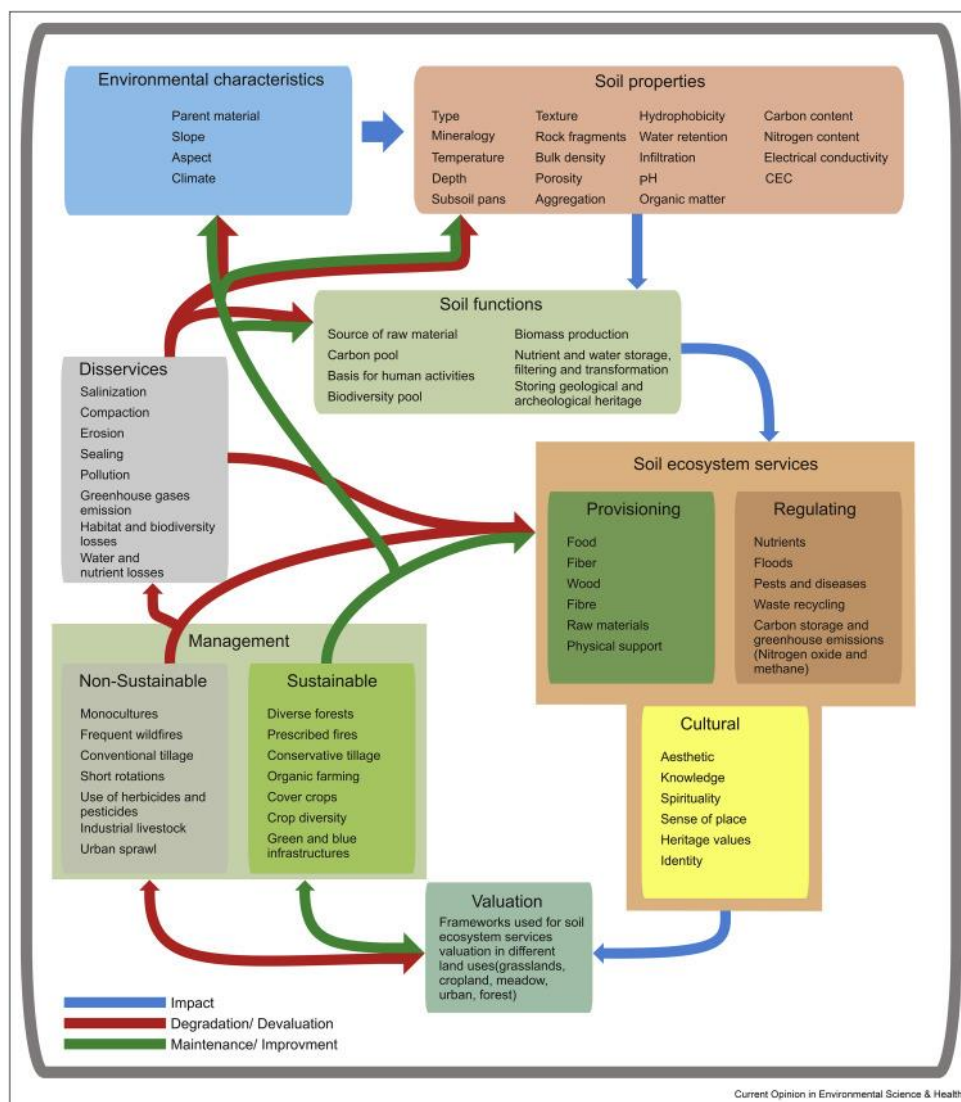 Environmental characteristics
Parent material
Slope
Aspect
Climate
Soil properties
Type
Mineralogy
Temperature
Depth
Subsoil pans
Texture
Rock fragments
Bulk density
Porosity
Aggregation
Hydrophobicity
Water retention
Infiltration
pH
Organic matter
Carbon content
Nitrogen content
Electrical conductivity
CEC
Soil functions
Source of raw material
Carbon pool
Basis for human activities
Biodiversity pool
Biomass production
Nutrient and water storage,
filtering and transformation
Storing geological and
archeological heritage
Disservices
Salinization
Compaction
Erosion
Sealing
Pollution
Greenhouse gases
emission
Habitat and biodiversity
losses
Water and
nutrient losses
Soil ecosystem services
Provisioning
Food
Fiber
Wood
Fibre
Raw materials
Physical support
Regulating
Nutrients
Floods
Pests and diseases
Waste recycling
Carbon storage and
greenhouse emissions
(Nitrogen oxide and
methane)
Cultural
Aesthetic
Knowledge
Spirituality
Sense of place
Heritage values
Identity
Management
Non-Sustainable
Monocultures
Frequent wildfires
Conventional tillage
Short rotations
Use of herbicides and
pesticides
Industrial livestock
Urban sprawl
Sustainable
Diverse forests
Prescribed fires
Conservative tillage
Organic farming
Cover crops
Crop diversity
Green and blue
infrastructures
Valuation
Frameworks used for soil
ecosystem services
valuation in different
land uses(grasslands,
cropland, meadow,
urban, forest)
Impact
Degradation/ Devaluation
Maintenance/ Improvment
Current Opinion in Environmental Science & Health